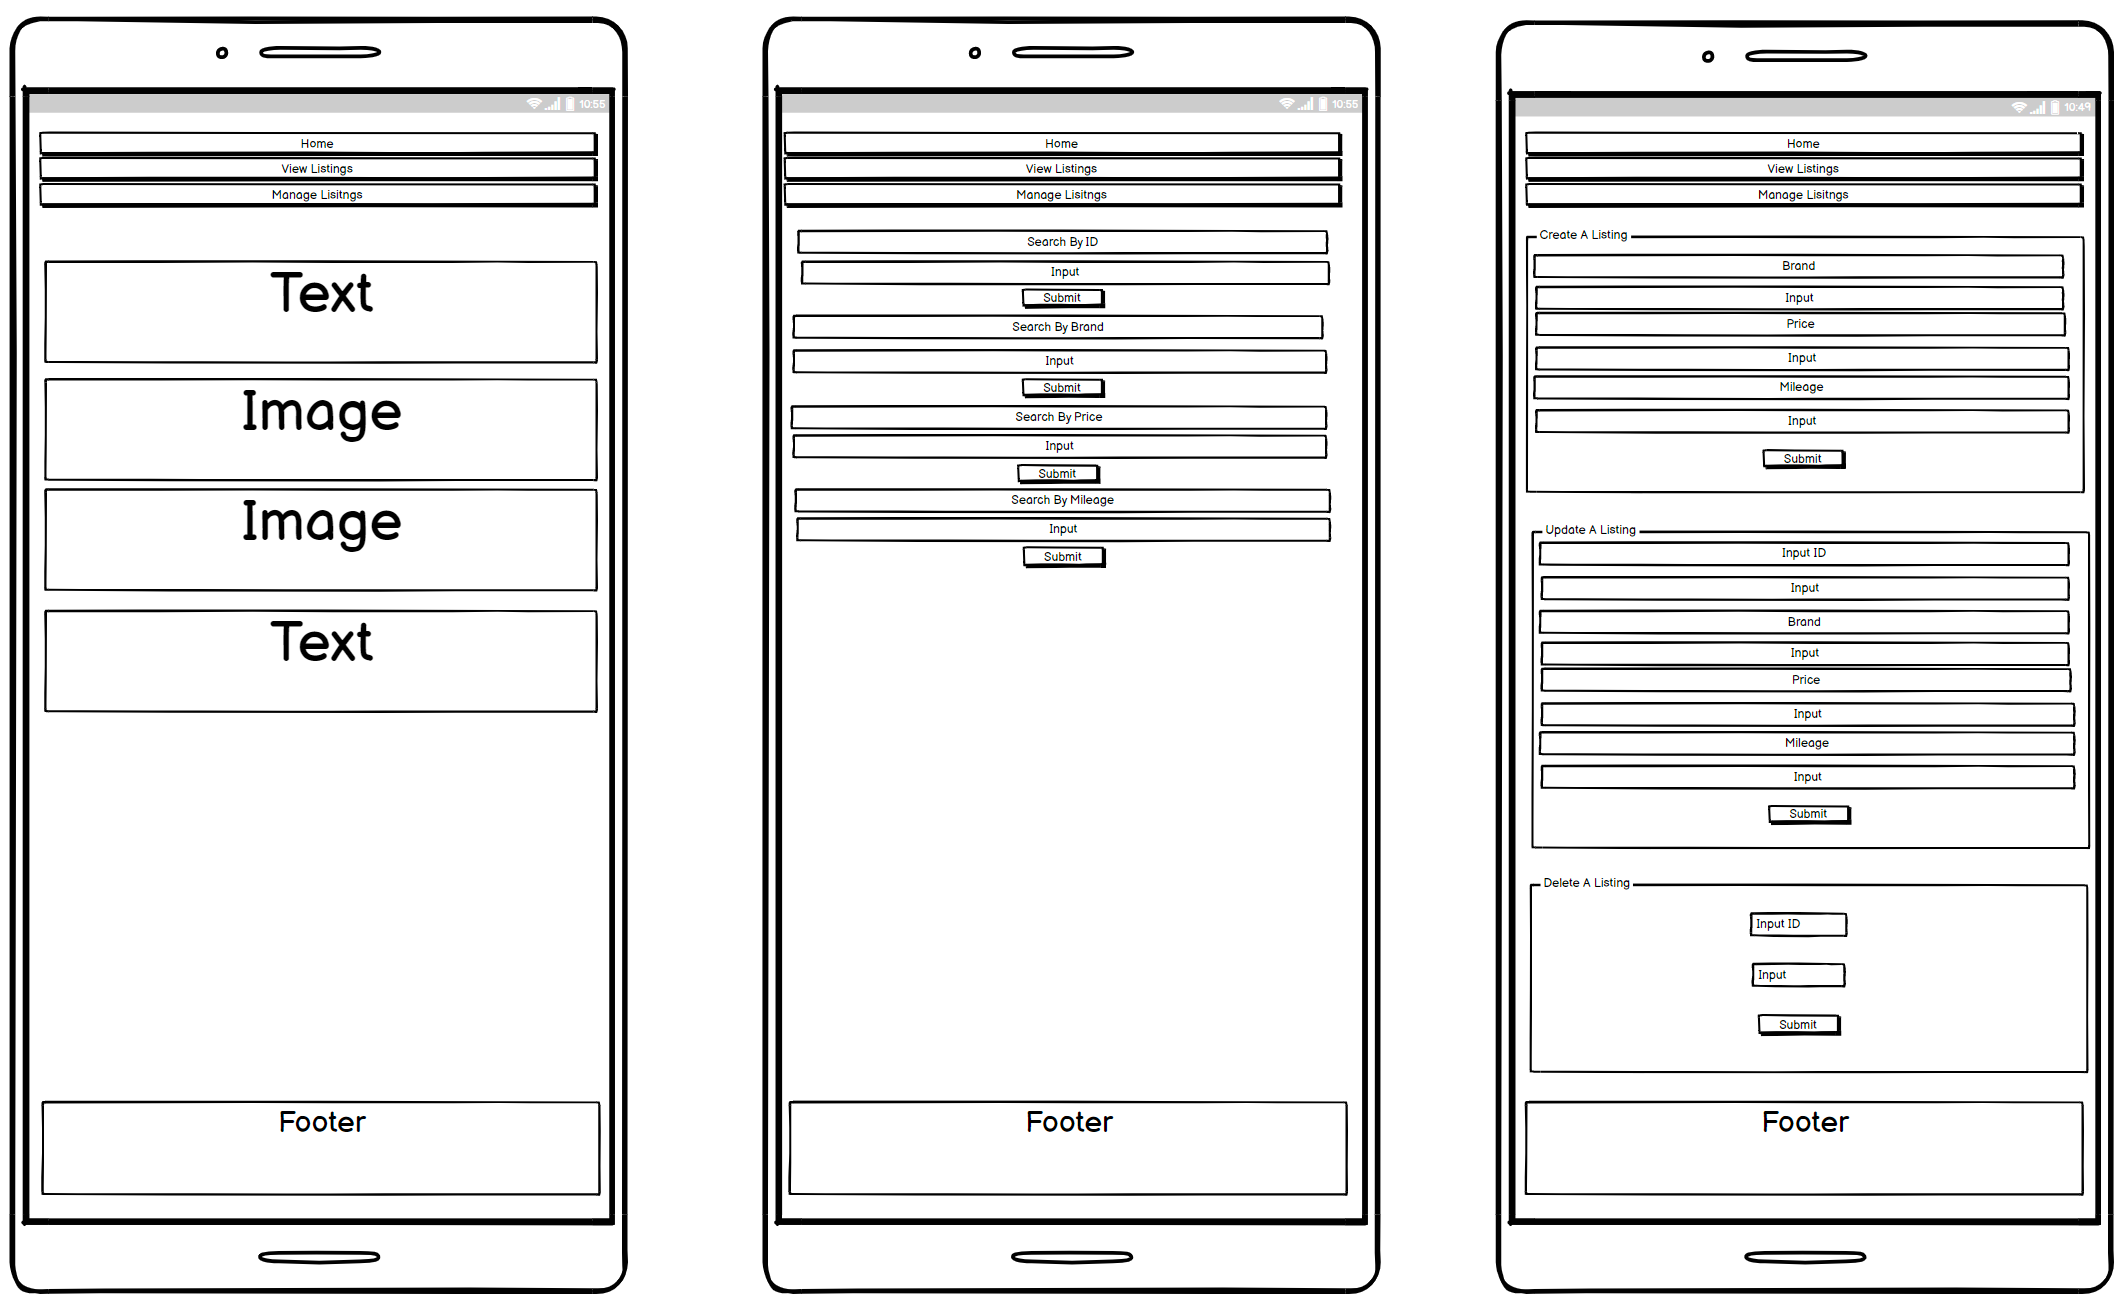 10:55
Home
View Listings
Manage Lisitngs
Text
Image
Image
Text
Footer
10:55
Home
View Listings
Manage Lisitngs
Search By ID
Input
Submit
Search By Brand
Input
Submit
Search By Price
Input
Submit
Search By Mileage
Input
Submit
Footer
10:49
Home
View Listings
Manage Lisitngs
Create A Listing
Brand
Input
Price
Input
Mileage
Input
Submit
Update A Listing
Input ID
Input
Brand
Input
Price
Input
Mileage
Input
Submit
Delete A Listing
Input ID
Input
Submit
Footer